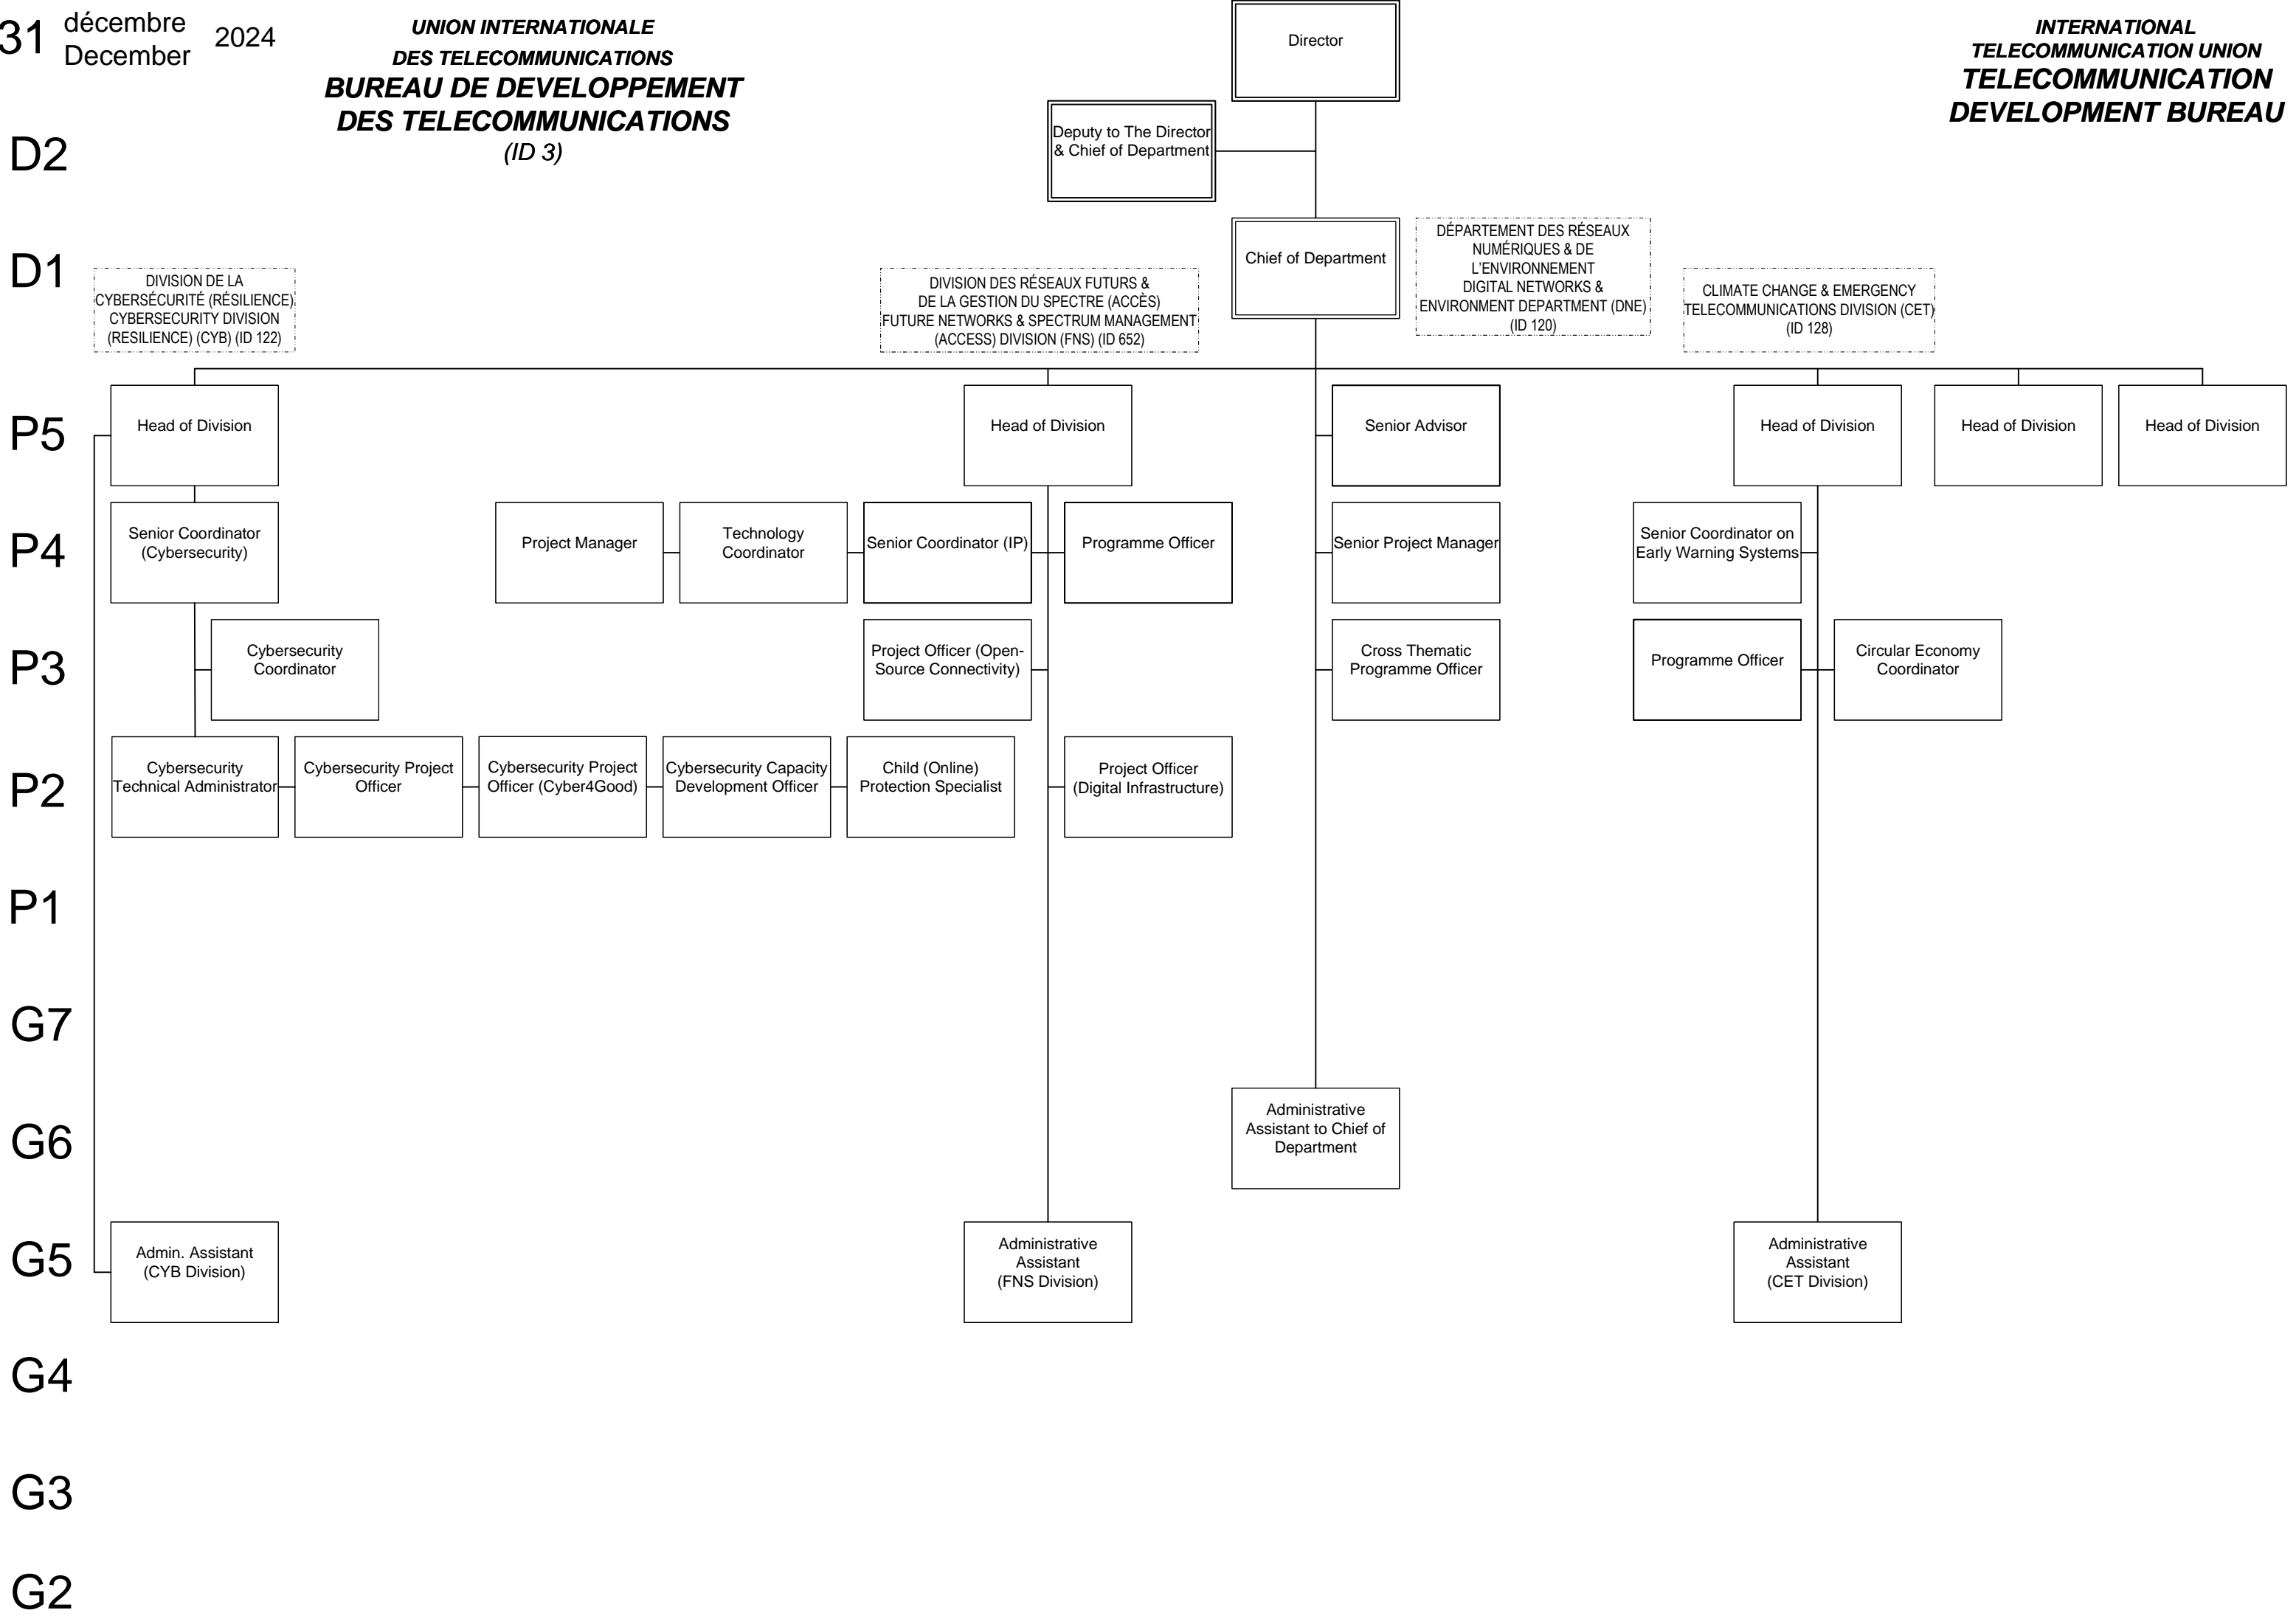 31 décembre
December 2024
UNION INTERNATIONALE
DES TELECOMMUNICATIONS
BUREAU DE DEVELOPPEMENT
DES TELECOMMUNICATIONS
(ID 3)
Director
INTERNATIONAL
TELECOMMUNICATION UNION
TELECOMMUNICATION
DEVELOPMENT BUREAU
D2
Deputy to The Director
& Chief of Department
D1
DIVISION DE LA
CYBERSÉCURITÉ (RÉSILIENCE)
CYBERSECURITY DIVISION
(RESILIENCE) (CYB) (ID 122)
DIVISION DES RÉSEAUX FUTURS &
DE LA GESTION DU SPECTRE (ACCÈS)
FUTURE NETWORKS & SPECTRUM MANAGEMENT
(ACCESS) DIVISION (FNS) (ID 652)
Chief of Department
DÉPARTEMENT DES RÉSEAUX
NUMÉRIQUES & DE
L'ENVIRONNEMENT
DIGITAL NETWORKS &
ENVIRONMENT DEPARTMENT (DNE)
(ID 120)
CLIMATE CHANGE & EMERGENCY
TELECOMMUNICATIONS DIVISION (CET)
(ID 128)
P5
Head of Division
Head of Division
Senior Advisor
Head of Division
Head of Division
Head of Division
P4
Senior Coordinator
(Cybersecurity)
Project Manager
Technology
Coordinator
Senior Coordinator (IP)
Programme Officer
Senior Project Manager
Senior Coordinator on
Early Warning Systems
P3
Cybersecurity
Coordinator
Project Officer (Open-
Source Connectivity)
Cross Thematic
Programme Officer
Programme Officer
Circular Economy
Coordinator
P2
Cybersecurity
Technical Administrator
Cybersecurity Project
Officer
Cybersecurity Project
Officer (Cyber4Good)
Cybersecurity Capacity
Development Officer
Child (Online)
Protection Specialist
Project Officer
(Digital Infrastructure)
P1
G7
G6
Administrative
Assistant to Chief of
Department
G5
Admin. Assistant
(CYB Division)
Administrative
Assistant
(FNS Division)
Administrative
Assistant
(CET Division)
G4
G3
G2